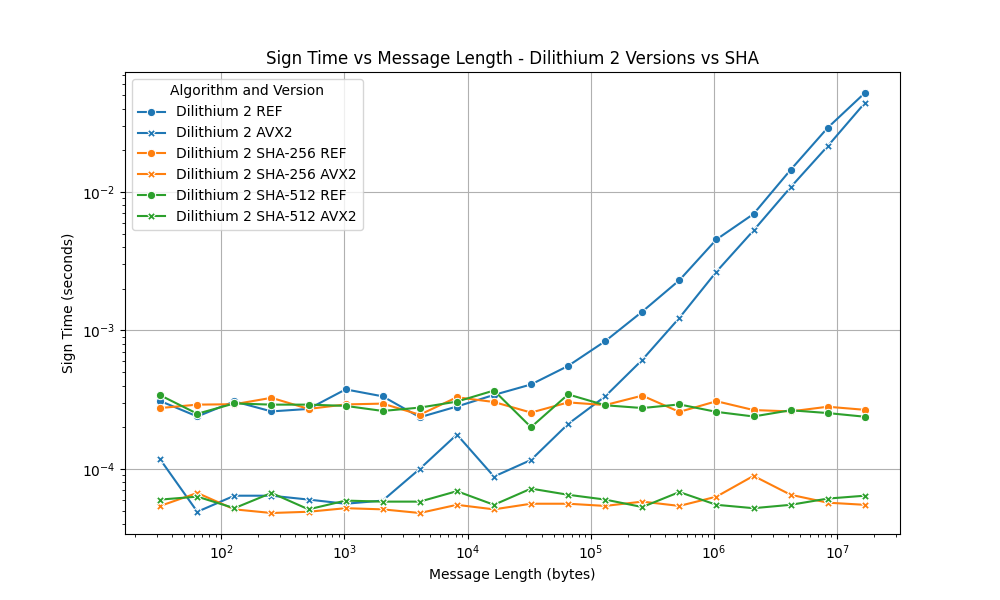 Sign Time vs Message Length - Dilithium 2 Versions vs SHA
Algorithm and Version
Dilithium 2 REF
Dilithium 2 AVX2
Dilithium 2 SHA-256 REF
Dilithium 2 SHA-256 AVX2
Dilithium 2 SHA-512 REF
Dilithium 2 SHA-512 AVX2
Sign Time (seconds)
10⁻²
10⁻³
10⁻⁴
10² 10³ 10⁴ 10⁵ 10⁶ 10⁷
Message Length (bytes)